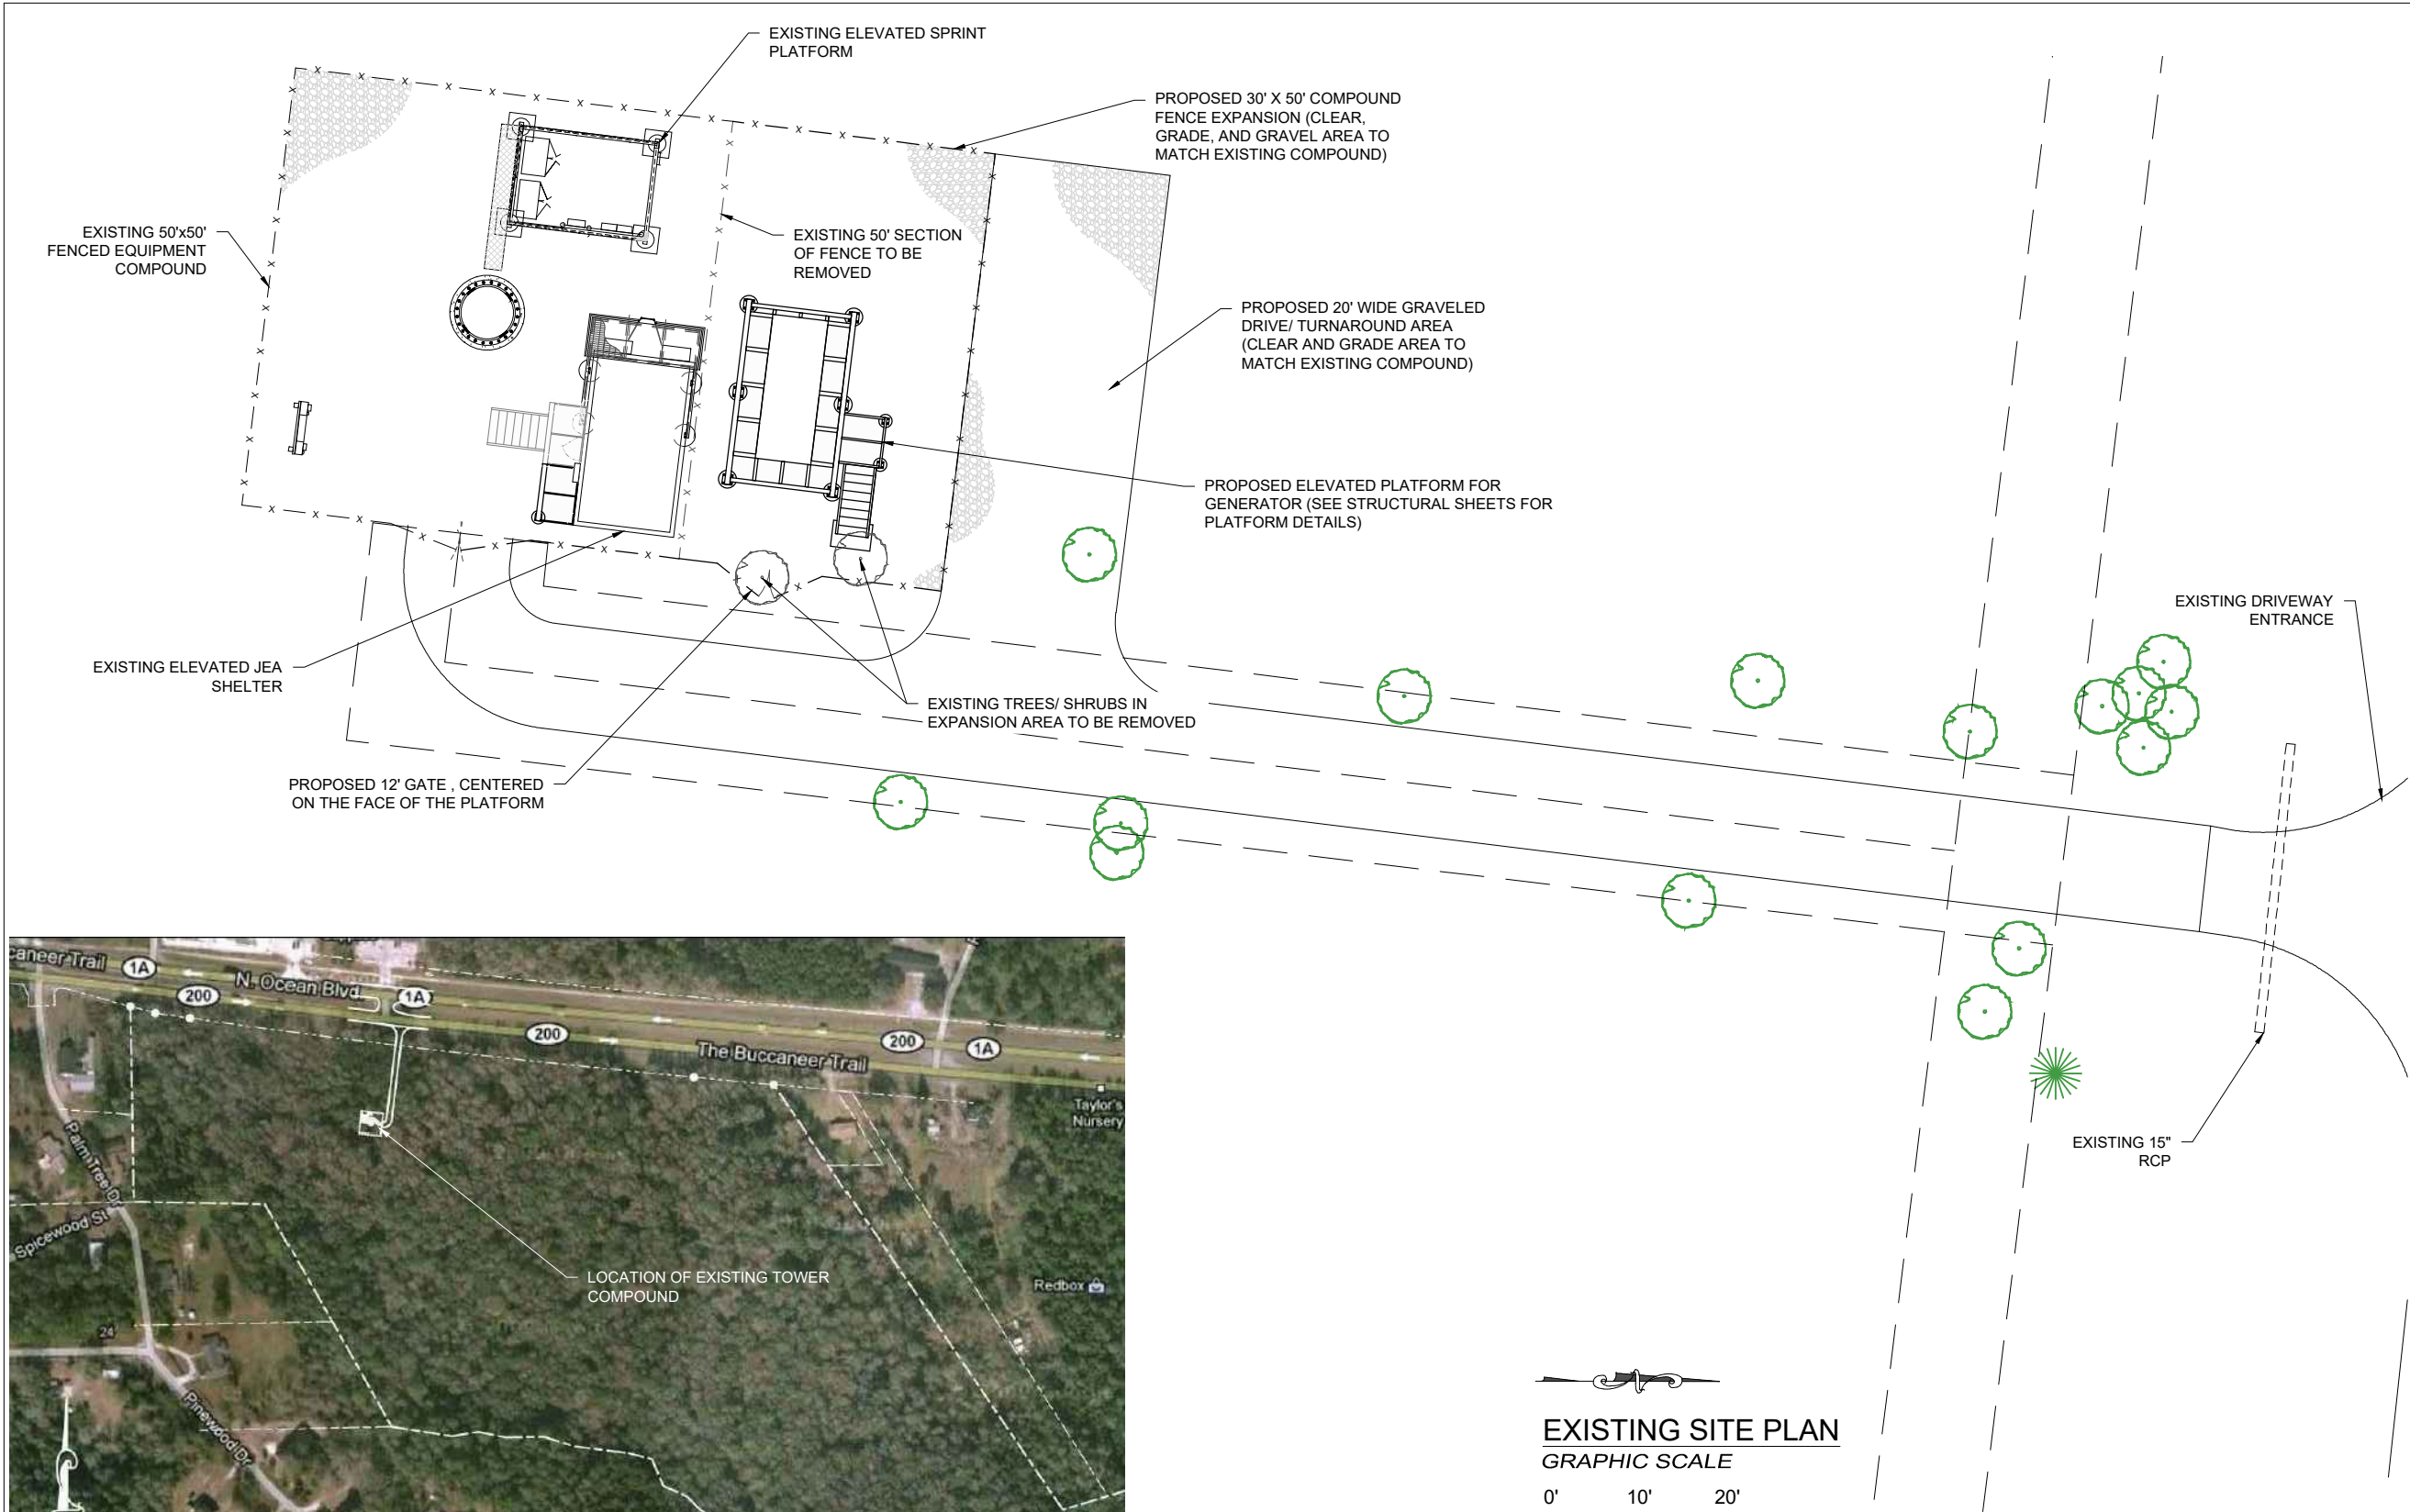 EXISTING ELEVATED SPRINT
PLATFORM
PROPOSED 30' X 50' COMPOUND
FENCE EXPANSION (CLEAR,
GRADE, AND GRAVEL AREA TO
MATCH EXISTING COMPOUND)
EXISTING 50'x50'
FENCED EQUIPMENT
COMPOUND
EXISTING 50' SECTION
OF FENCE TO BE
REMOVED
PROPOSED 20' WIDE GRAVELED
DRIVE/ TURNAROUND AREA
(CLEAR AND GRADE AREA TO
MATCH EXISTING COMPOUND)
PROPOSED ELEVATED PLATFORM FOR
GENERATOR (SEE STRUCTURAL SHEETS FOR
PLATFORM DETAILS)
EXISTING DRIVEWAY
ENTRANCE
EXISTING ELEVATED JEA
SHELTER
EXISTING TREES/ SHRUBS IN
EXPANSION AREA TO BE REMOVED
PROPOSED 12' GATE , CENTERED
ON THE FACE OF THE PLATFORM
EXISTING 15"
RCP
caneer Trail
1A
200
N. Ocean Blvd
1A
200
The Buccaneer Trail
200
1A
Taylor's
Nursery
Palm Tree Dr
Spicewood St
LOCATION OF EXISTING TOWER
COMPOUND
Redbox
24
Pinewood Dr
EXISTING SITE PLAN
GRAPHIC SCALE
0' 10' 20'